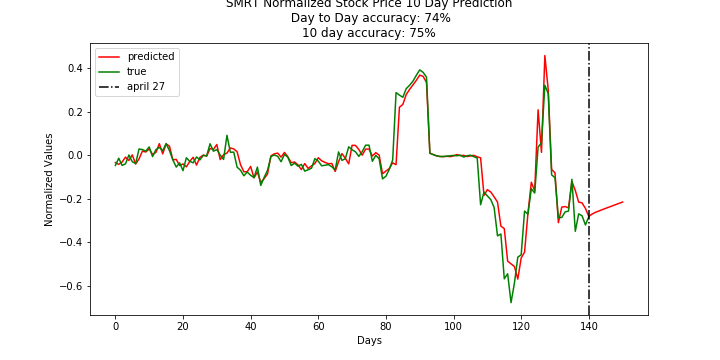 SMRT Normalized Stock Price 10 Day Prediction
Day to Day accuracy: 74%
10 day accuracy: 75%
predicted
true
april 27
Normalized Values
0.4
0.2
0.0
−0.2
−0.4
−0.6
0 20 40 60 80 100 120 140
Days